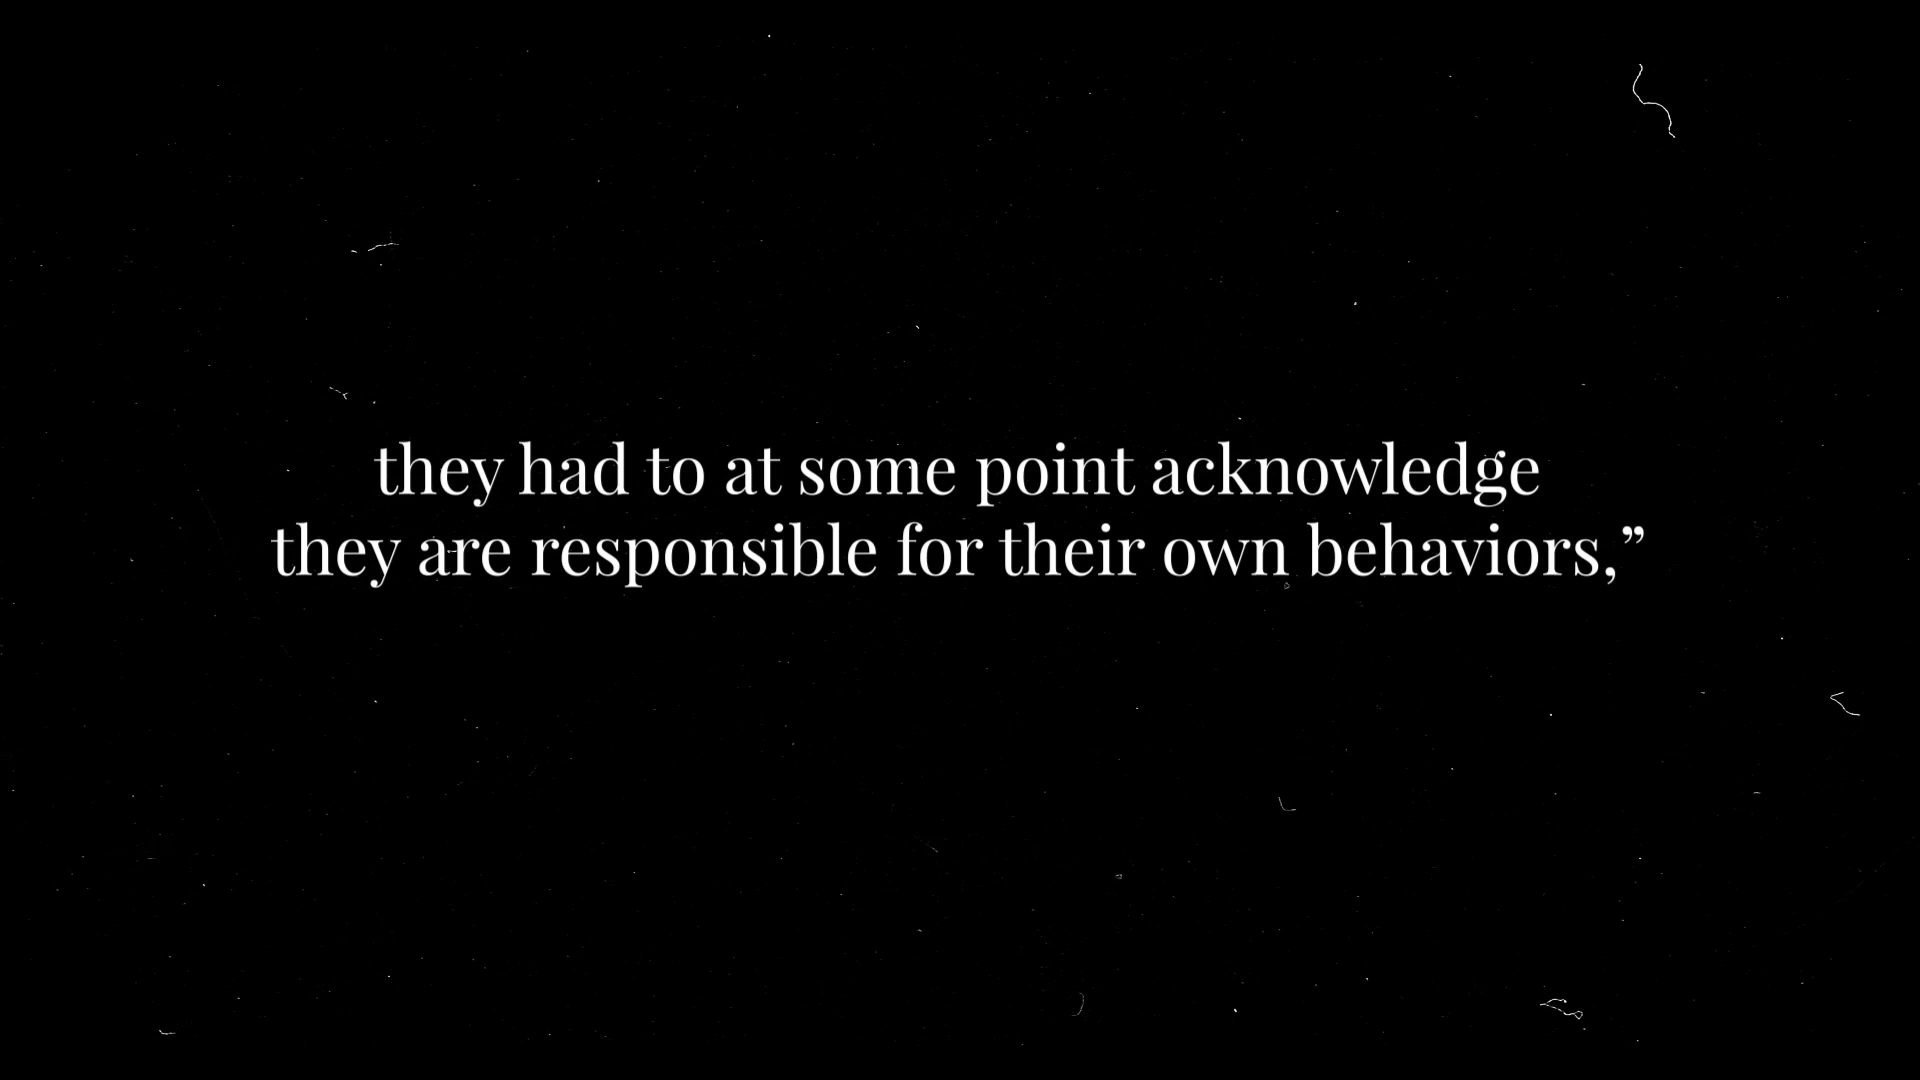 they had to at some point acknowledge
they are responsible for their own behaviors,”